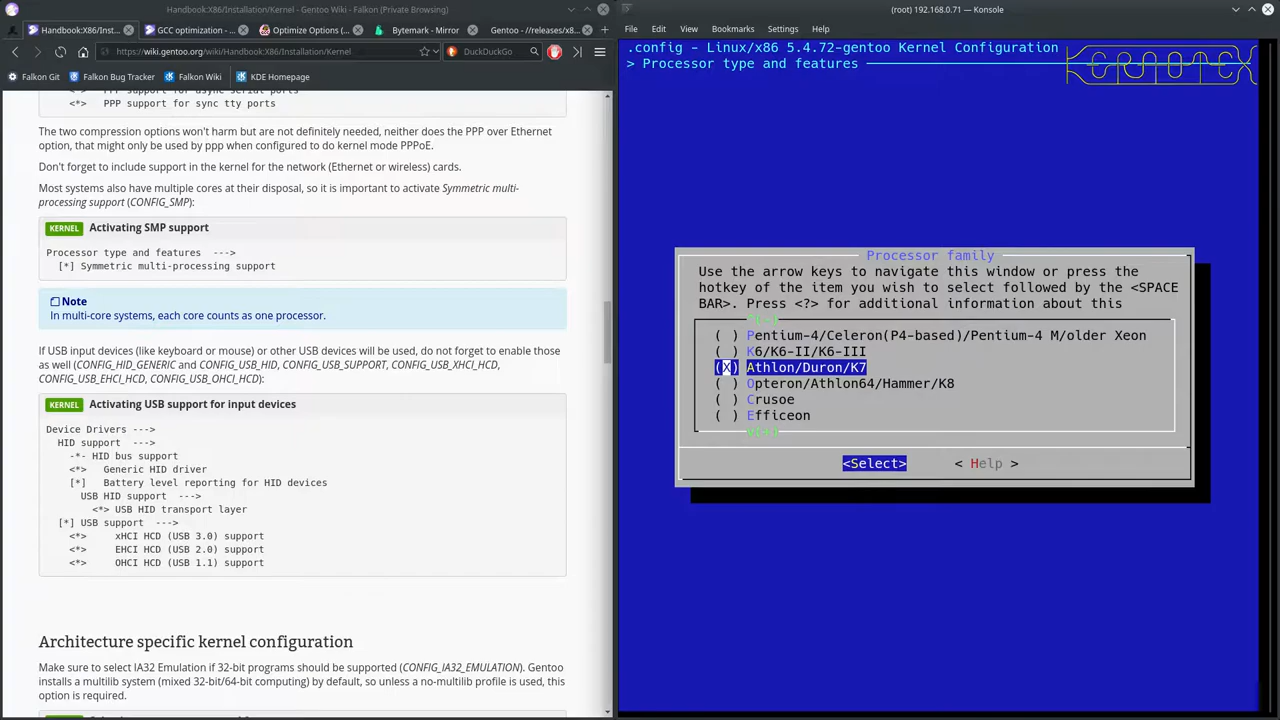 Handbook:X86/Installation/Kernel - Gentoo Wiki - Falkon (Private Browsing)
Handbook:X86/Inst...
GCC optimization - ...
Optimize Options (...
Bytemark - Mirror ...
Gentoo - //releases/x8...
https://wiki.gentoo.org/wiki/Handbook:X86/Installation/Kernel
DuckDuckGo
Falkon Git
Falkon Bug Tracker
Falkon Wiki
KDE Homepage
<*> PPP support for async serial ports
<*> PPP support for sync tty ports
The two compression options won't harm but are not definitely needed, neither does the PPP over Ethernet
option, that might only be used by ppp when configured to do kernel mode PPPoE.
Don't forget to include support in the kernel for the network (Ethernet or wireless) cards.
Most systems also have multiple cores at their disposal, so it is important to activate Symmetric multi-
processing support (CONFIG_SMP):
KERNEL Activating SMP support
Processor type and features --->
[*] Symmetric multi-processing support
Note
In multi-core systems, each core counts as one processor.
If USB input devices (like keyboard or mouse) or other USB devices will be used, do not forget to enable those
as well (CONFIG_HID_GENERIC and CONFIG_USB_HID, CONFIG_USB_SUPPORT, CONFIG_USB_XHCI_HCD,
CONFIG_USB_EHCI_HCD, CONFIG_USB_OHCI_HCD):
KERNEL Activating USB support for input devices
Device Drivers --->
HID support --->
-*- HID bus support
<*> Generic HID driver
[*] Battery level reporting for HID devices
USB HID support --->
<*> USB HID transport layer
[*] USB support --->
<*> xHCI HCD (USB 3.0) support
<*> EHCI HCD (USB 2.0) support
<*> OHCI HCD (USB 1.1) support
Architecture specific kernel configuration
Make sure to select IA32 Emulation if 32-bit programs should be supported (CONFIG_IA32_EMULATION). Gentoo
installs a multilib system (mixed 32-bit/64-bit computing) by default, so unless a no-multilib profile is used, this
option is required.
(root) 192.168.0.71 — Konsole
File Edit View Bookmarks Settings Help
.config - Linux/x86 5.4.72-gentoo Kernel Configuration
> Processor type and features
Processor family
Use the arrow keys to navigate this window or press the
hotkey of the item you wish to select followed by the <SPACE
BAR>. Press <?> for additional information about this
( ) Pentium-4/Celeron(P4-based)/Pentium-4 M/older Xeon
( ) K6/K6-II/K6-III
(X) Athlon/Duron/K7
( ) Opteron/Athlon64/Hammer/K8
( ) Crusoe
( ) Efficeon
<Select> < Help >